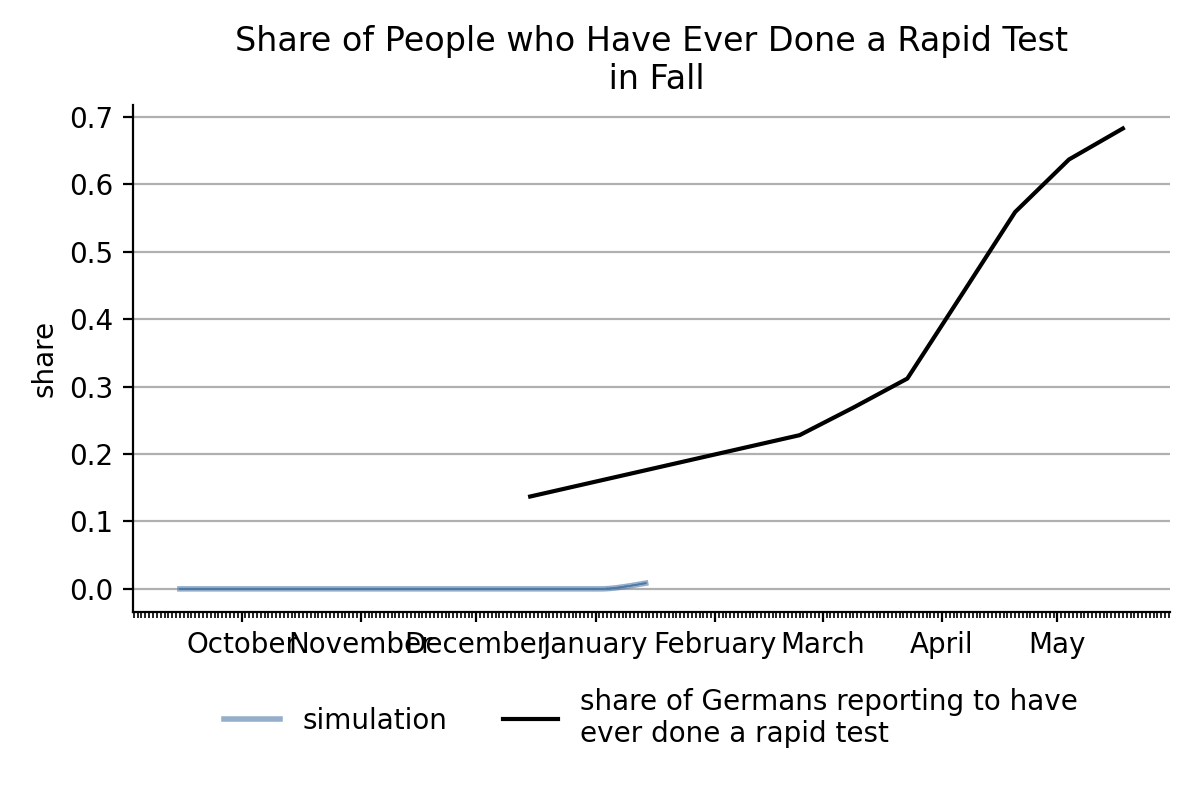 Share of People who Have Ever Done a Rapid Test
in Fall
share
0.7
0.6
0.5
0.4
0.3
0.2
0.1
0.0
October November December January February March April May
simulation
share of Germans reporting to have
ever done a rapid test